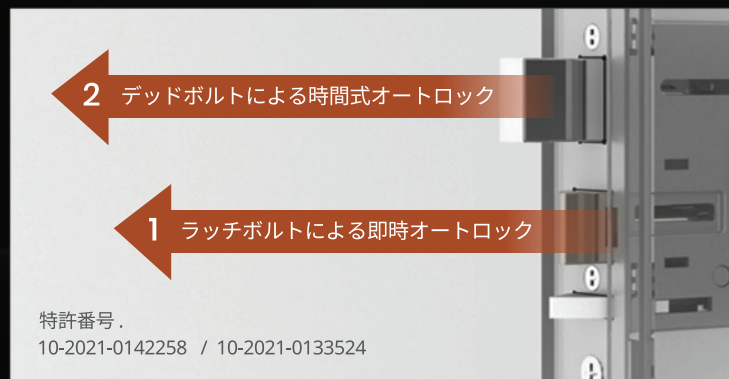 2 デッドボルトによる時間式オートロック
1 ラッチボルトによる即時オートロック
特許番号 .
10-2021-0142258 / 10-2021-0133524